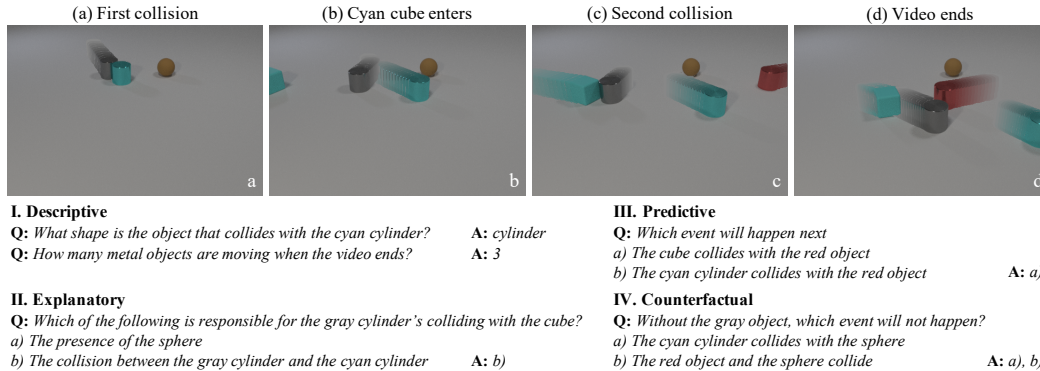 (a) First collision
(b) Cyan cube enters
(c) Second collision
(d) Video ends
a
b
c
d
I. Descriptive
Q: What shape is the object that collides with the cyan cylinder? A: cylinder
Q: How many metal objects are moving when the video ends? A: 3
II. Explanatory
Q: Which of the following is responsible for the gray cylinder's colliding with the cube?
a) The presence of the sphere
b) The collision between the gray cylinder and the cyan cylinder A: b)
III. Predictive
Q: Which event will happen next
a) The cube collides with the red object
b) The cyan cylinder collides with the red object A: a)
IV. Counterfactual
Q: Without the gray object, which event will not happen?
a) The cyan cylinder collides with the sphere
b) The red object and the sphere collide A: a), b)